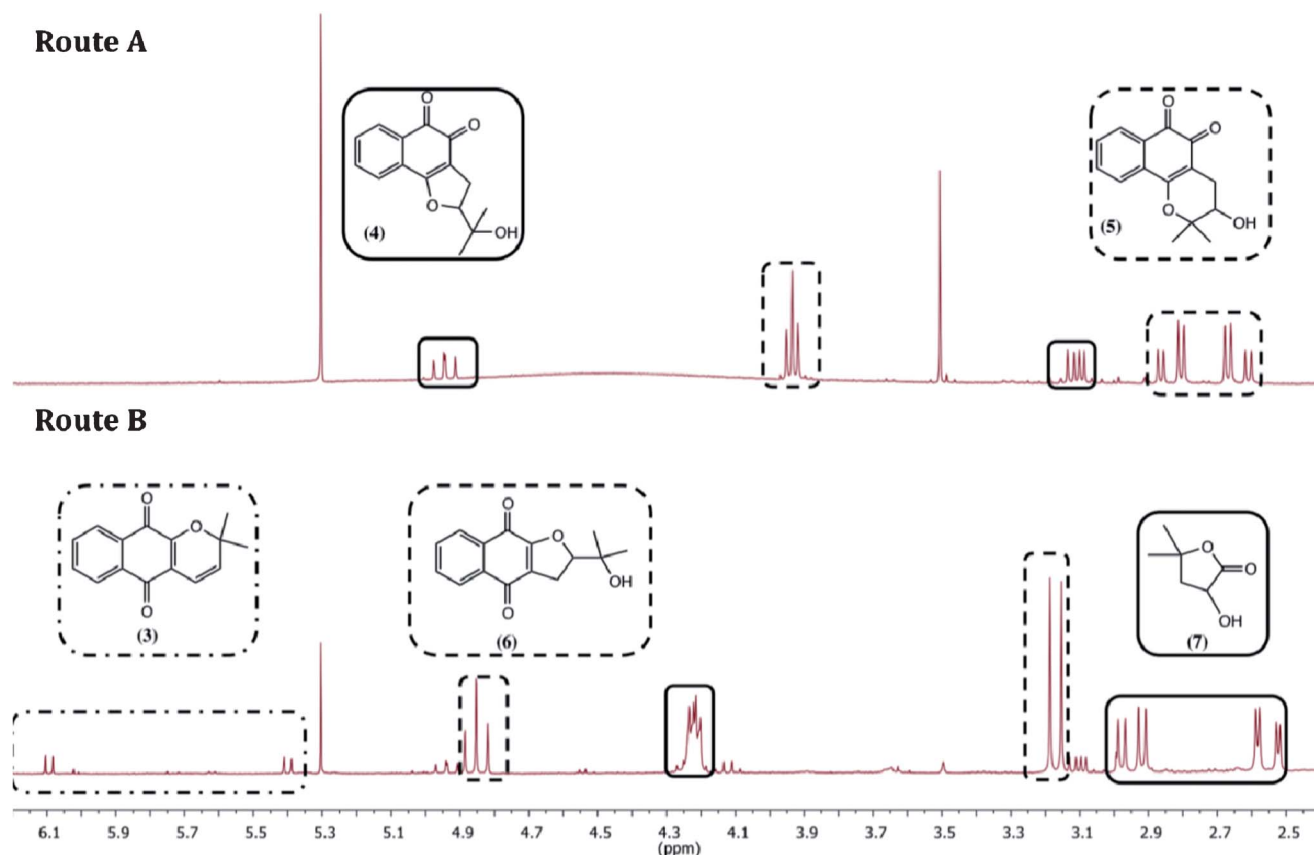 Route A
O
O
O
OH
(4)
O
O
O
OH
(5)
Route B
O
O
O
(3)
O
O
O
OH
(6)
O
O
OH
(7)
6.1 5.9 5.7 5.5 5.3 5.1 4.9 4.7 4.5 4.3 4.1 3.9 3.7 3.5 3.3 3.1 2.9 2.7 2.5
(ppm)